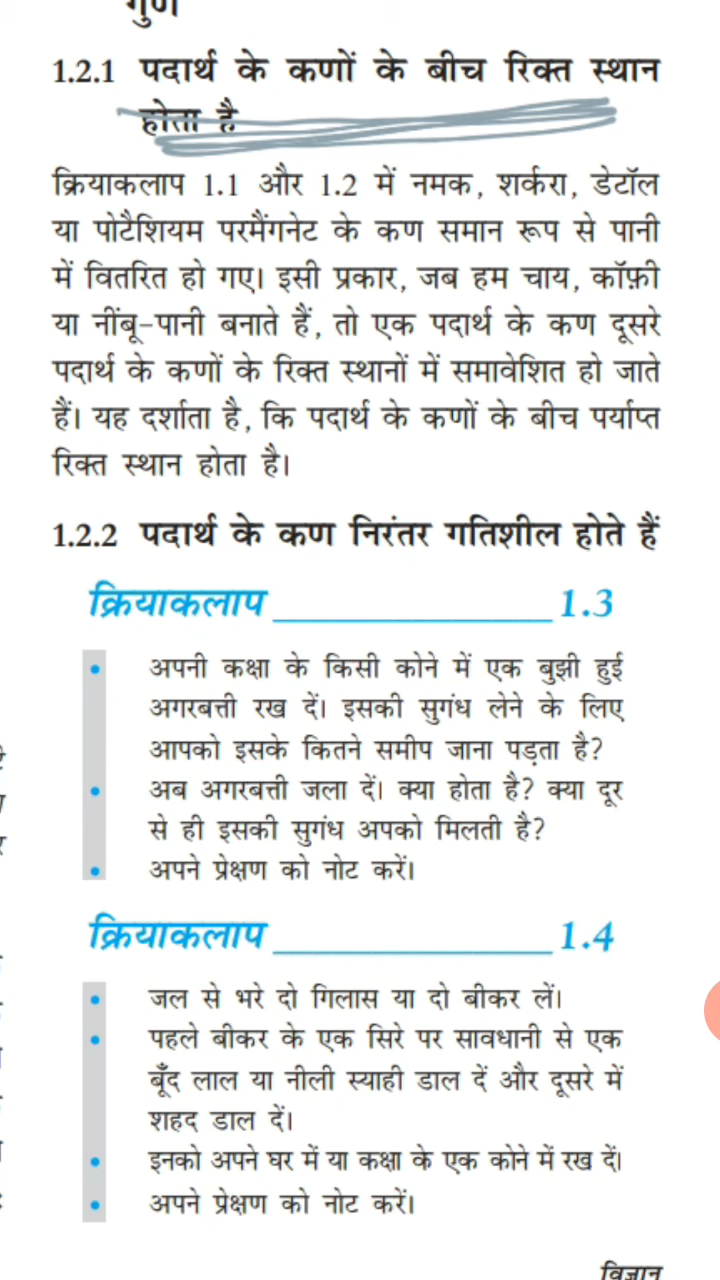 गुण
1.2.1 पदार्थ के कणों के बीच रिक्त स्थान
होता है
क्रियाकलाप 1.1 और 1.2 में नमक, शर्करा, डेटॉल
या पोटैशियम परमैंगनेट के कण समान रूप से पानी
में वितरित हो गए। इसी प्रकार, जब हम चाय, कॉफ़ी
या नींबू-पानी बनाते हैं, तो एक पदार्थ के कण दूसरे
पदार्थ के कणों के रिक्त स्थानों में समावेशित हो जाते
हैं। यह दर्शाता है, कि पदार्थ के कणों के बीच पर्याप्त
रिक्त स्थान होता है।
1.2.2 पदार्थ के कण निरंतर गतिशील होते हैं
क्रियाकलाप 1.3
• अपनी कक्षा के किसी कोने में एक बुझी हुई
अगरबत्ती रख दें। इसकी सुगंध लेने के लिए
आपको इसके कितने समीप जाना पड़ता है?
• अब अगरबत्ती जला दें। क्या होता है? क्या दूर
से ही इसकी सुगंध अपको मिलती है?
• अपने प्रेक्षण को नोट करें।
क्रियाकलाप 1.4
• जल से भरे दो गिलास या दो बीकर लें।
• पहले बीकर के एक सिरे पर सावधानी से एक
बूँद लाल या नीली स्याही डाल दें और दूसरे में
शहद डाल दें।
• इनको अपने घर में या कक्षा के एक कोने में रख दें।
• अपने प्रेक्षण को नोट करें।
विज्ञान